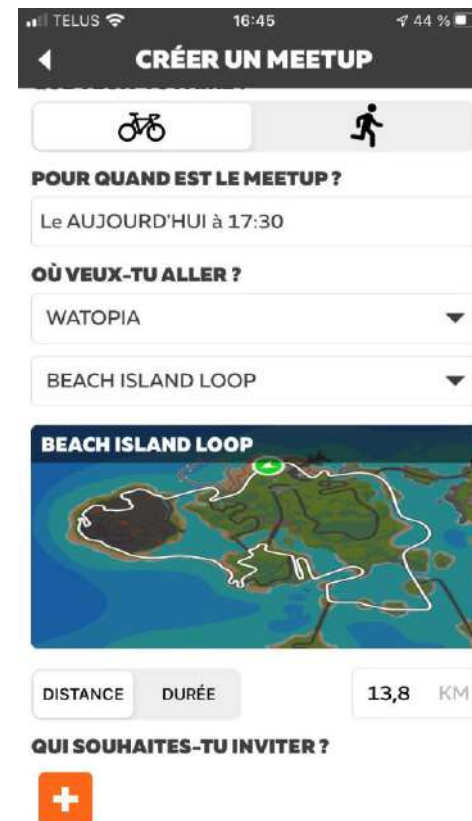 TELUS 16:45 44 %
CRÉER UN MEETUP
POUR QUAND EST LE MEETUP ?
Le AUJOURD'HUI à 17:30
OÙ VEUX-TU ALLER ?
WATOPIA
BEACH ISLAND LOOP
BEACH ISLAND LOOP
DISTANCE DURÉE 13,8 KM
QUI SOUHAITES-TU INVITER ?